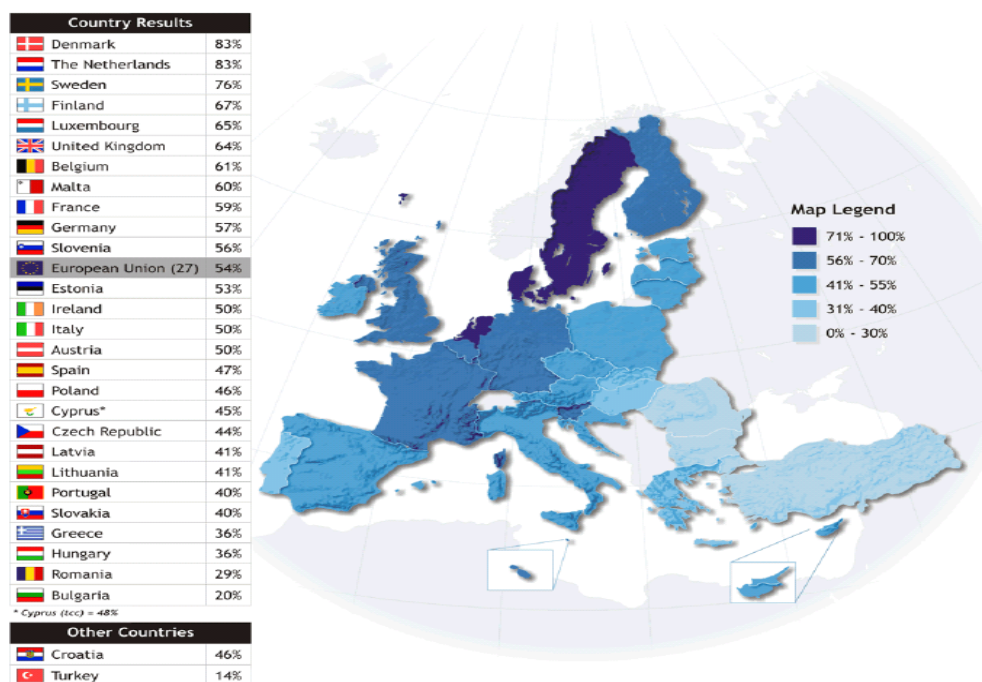 Country Results
Denmark 83%
The Netherlands 83%
Sweden 76%
Finland 67%
Luxembourg 65%
United Kingdom 64%
Belgium 61%
Malta 60%
France 59%
Germany 57%
Slovenia 56%
European Union (27) 54%
Estonia 53%
Ireland 50%
Italy 50%
Austria 50%
Spain 47%
Poland 46%
Cyprus* 45%
Czech Republic 44%
Latvia 41%
Lithuania 41%
Portugal 40%
Slovakia 40%
Greece 36%
Hungary 36%
Romania 29%
Bulgaria 20%
* Cyprus (tcc) = 48%
Other Countries
Croatia 46%
Turkey 14%
Map Legend
71% - 100%
56% - 70%
41% - 55%
31% - 40%
0% - 30%